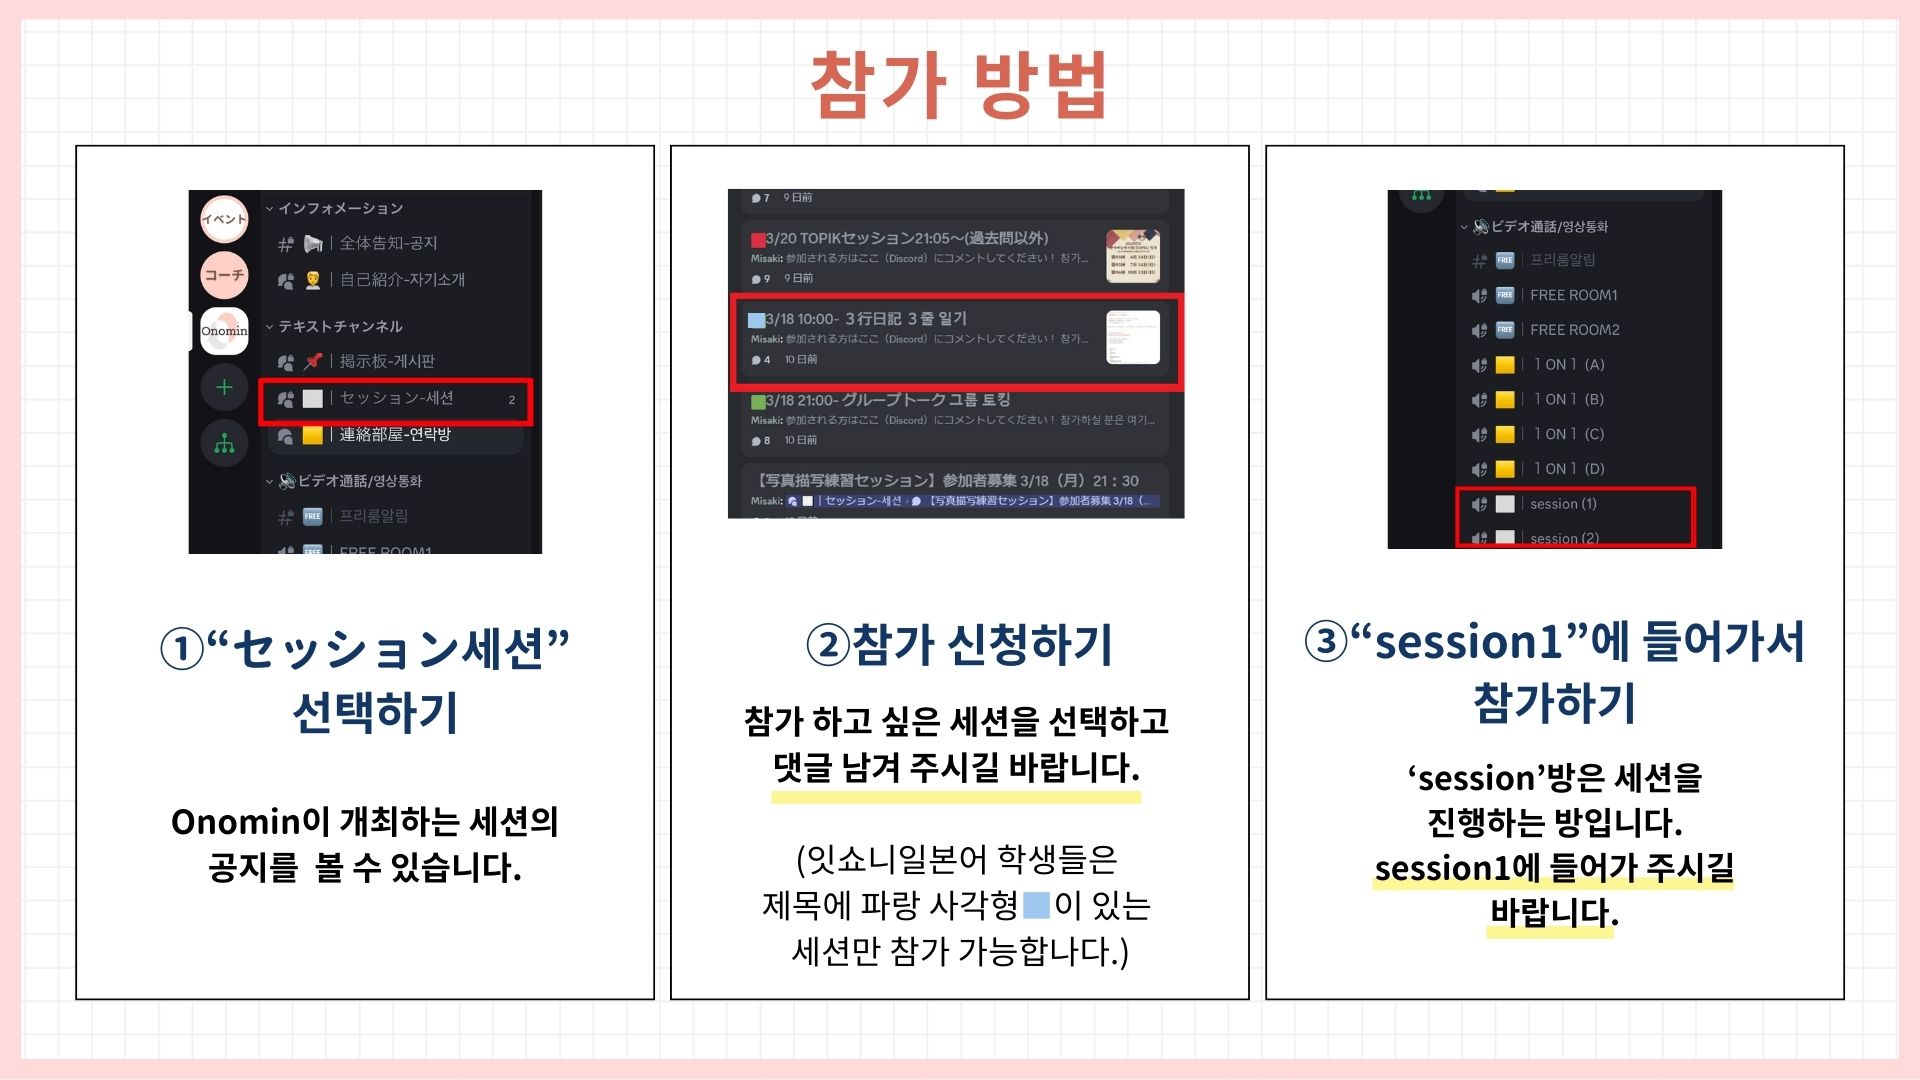 참가 방법
イベント
コーチ
Onomin
インフォメーション
全体告知-공지
自己紹介-자기소개
テキストチャンネル
掲示板-게시판
セッション-세션 2
連絡部屋-연락방
ビデオ通話/영상통화
FREE 프리룸알림
FREE FREE ROOM1
①“セッション세션”
선택하기
Onomin이 개최하는 세션의
공지를 볼 수 있습니다.
7 · 9日前
3/20 TOPIKセッション21:05〜(過去問以外)
Misaki: 参加される方はここ（Discord）にコメントしてください！ 참가...
9 · 9日前
3/18 10:00- ３行日記 ３줄 일기
Misaki: 参加される方はここ（Discord）にコメントしてください！ 참가...
4 · 10日前
3/18 21:00- グループトーク 그룹 토킹
Misaki: 参加される方はここ（Discord）にコメントしてください！ 참가하실 분은 여기...
8 · 10日前
【写真描写練習セッション】参加者募集 3/18（月）21：30
Misaki: | セッション-세션 › 【写真描写練習セッション】参加者募集 3/18（...
②참가 신청하기
참가 하고 싶은 세션을 선택하고
댓글 남겨 주시길 바랍니다.
(잇쇼니일본어 학생들은
제목에 파랑 사각형🟦이 있는
세션만 참가 가능합나다.)
ビデオ通話/영상통화
FREE 프리룸알림
FREE FREE ROOM1
FREE FREE ROOM2
１ON１ (A)
１ON１ (B)
１ON１ (C)
１ON１ (D)
session (1)
session (2)
③“session1”에 들어가서
참가하기
‘session’방은 세션을
진행하는 방입니다.
session1에 들어가 주시길
바랍니다.